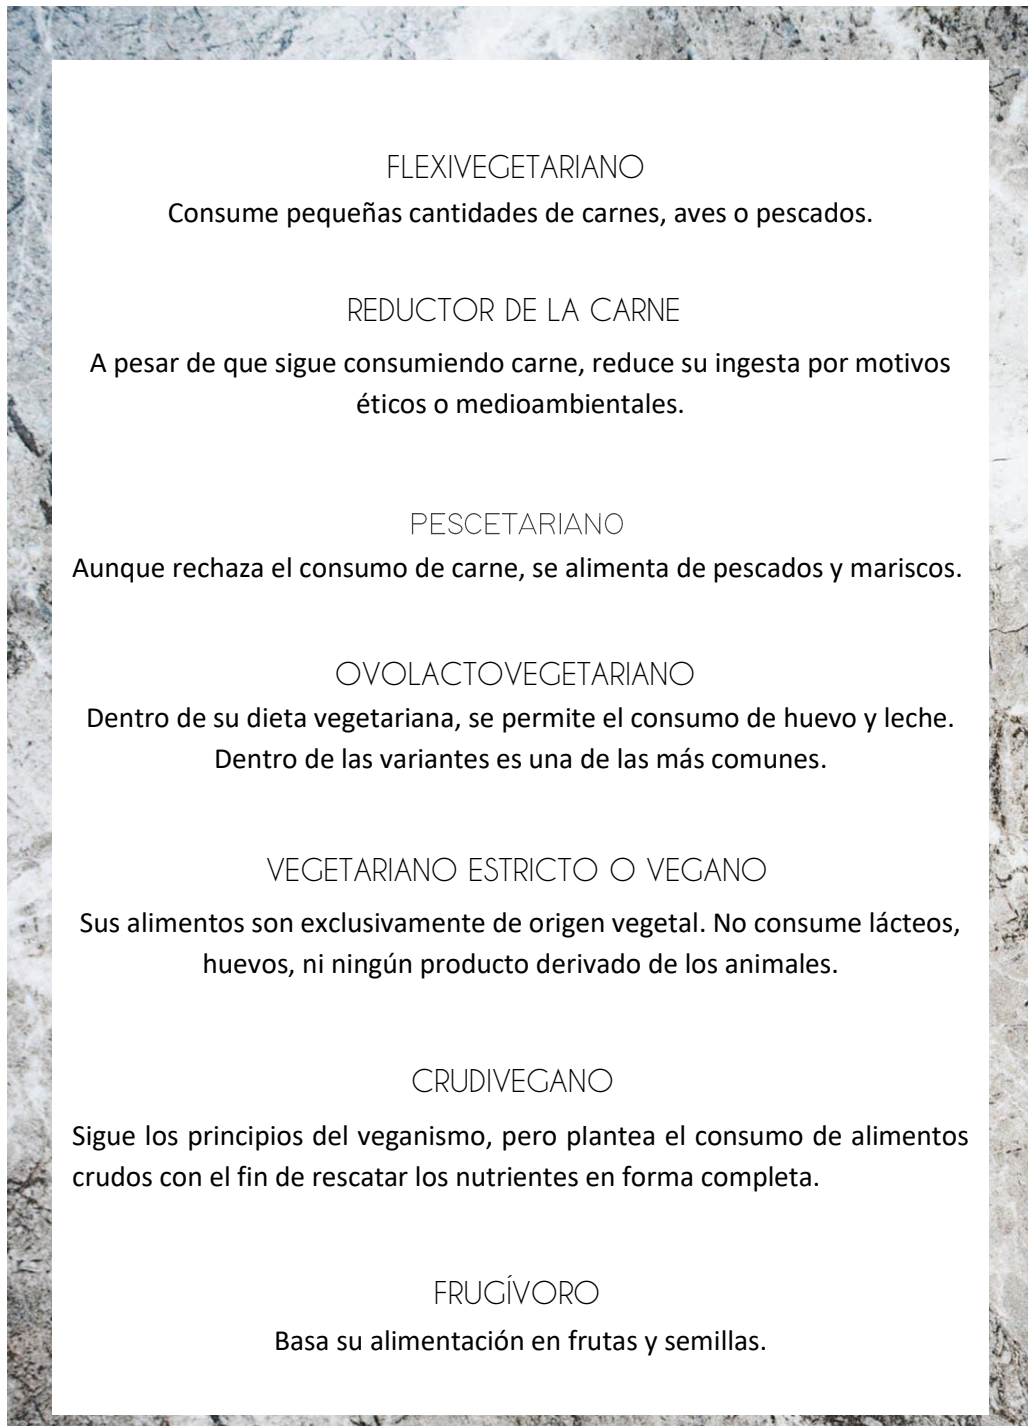 FLEXIVEGETARIANO
Consume pequeñas cantidades de carnes, aves o pescados.
REDUCTOR DE LA CARNE
A pesar de que sigue consumiendo carne, reduce su ingesta por motivos
éticos o medioambientales.
PESCETARIANO
Aunque rechaza el consumo de carne, se alimenta de pescados y mariscos.
OVOLACTOVEGETARIANO
Dentro de su dieta vegetariana, se permite el consumo de huevo y leche.
Dentro de las variantes es una de las más comunes.
VEGETARIANO ESTRICTO O VEGANO
Sus alimentos son exclusivamente de origen vegetal. No consume lácteos,
huevos, ni ningún producto derivado de los animales.
CRUDIVEGANO
Sigue los principios del veganismo, pero plantea el consumo de alimentos
crudos con el fin de rescatar los nutrientes en forma completa.
FRUGÍVORO
Basa su alimentación en frutas y semillas.